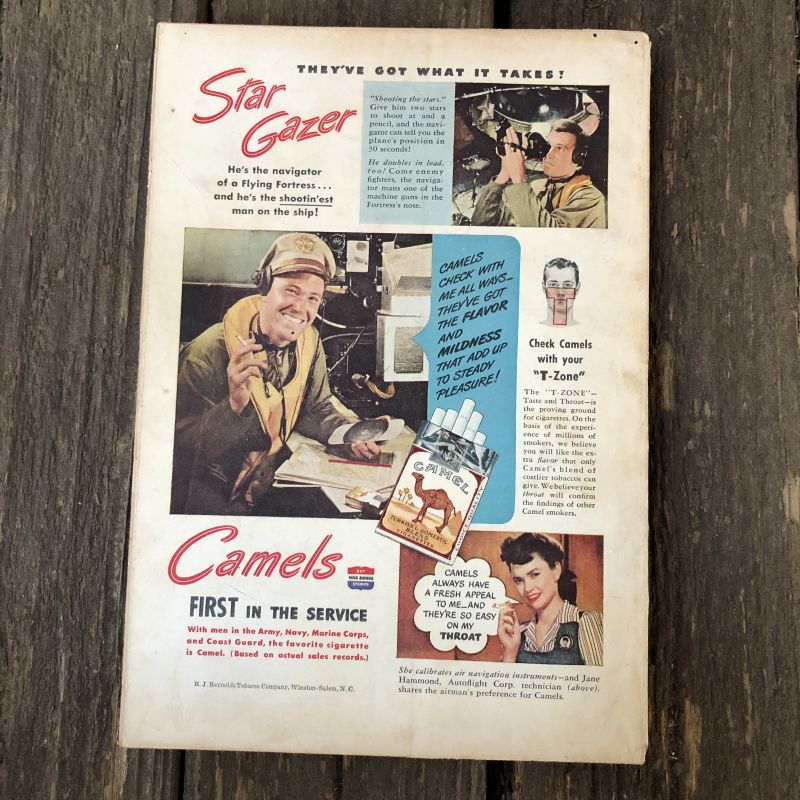 THEY'VE GOT WHAT IT TAKES!
Star
Gazer
He's the navigator
of a Flying Fortress...
and he's the shootin'est
man on the ship!
"Shooting the stars."
Give him two stars
to shoot at and a
pencil, and the navi-
gator can tell you the
plane's position in
30 seconds!
He doubles in lead,
too! Come enemy
fighters, the naviga-
tor mans one of the
machine guns in the
Fortress's nose.
CAMELS
CHECK WITH
ME ALL WAYS—
THEY'VE GOT
THE FLAVOR
AND
MILDNESS
THAT ADD UP
TO STEADY
PLEASURE!
Check Camels
with your
"T-Zone"
The "T-ZONE"—
Taste and Throat—is
the proving ground
for cigarettes. On the
basis of the experi-
ence of millions of
smokers, we believe
you will like the ex-
tra flavor that only
Camel's blend of
costlier tobaccos can
give. We believe your
throat will confirm
the findings of other
Camel smokers.
CAMEL
TURKISH & DOMESTIC
BLEND
CIGARETTES
CHOICE QUALITY
Camels
BUY
WAR BONDS
STAMPS
FIRST IN THE SERVICE
With men in the Army, Navy, Marine Corps,
and Coast Guard, the favorite cigarette
is Camel. (Based on actual sales records.)
R. J. Reynolds Tobacco Company, Winston-Salem, N. C.
CAMELS
ALWAYS HAVE
A FRESH APPEAL
TO ME—AND
THEY'RE SO EASY
ON MY
THROAT
She calibrates air navigation instruments—and Jane
Hammond, Autoflight Corp. technician (above),
shares the airman's preference for Camels.